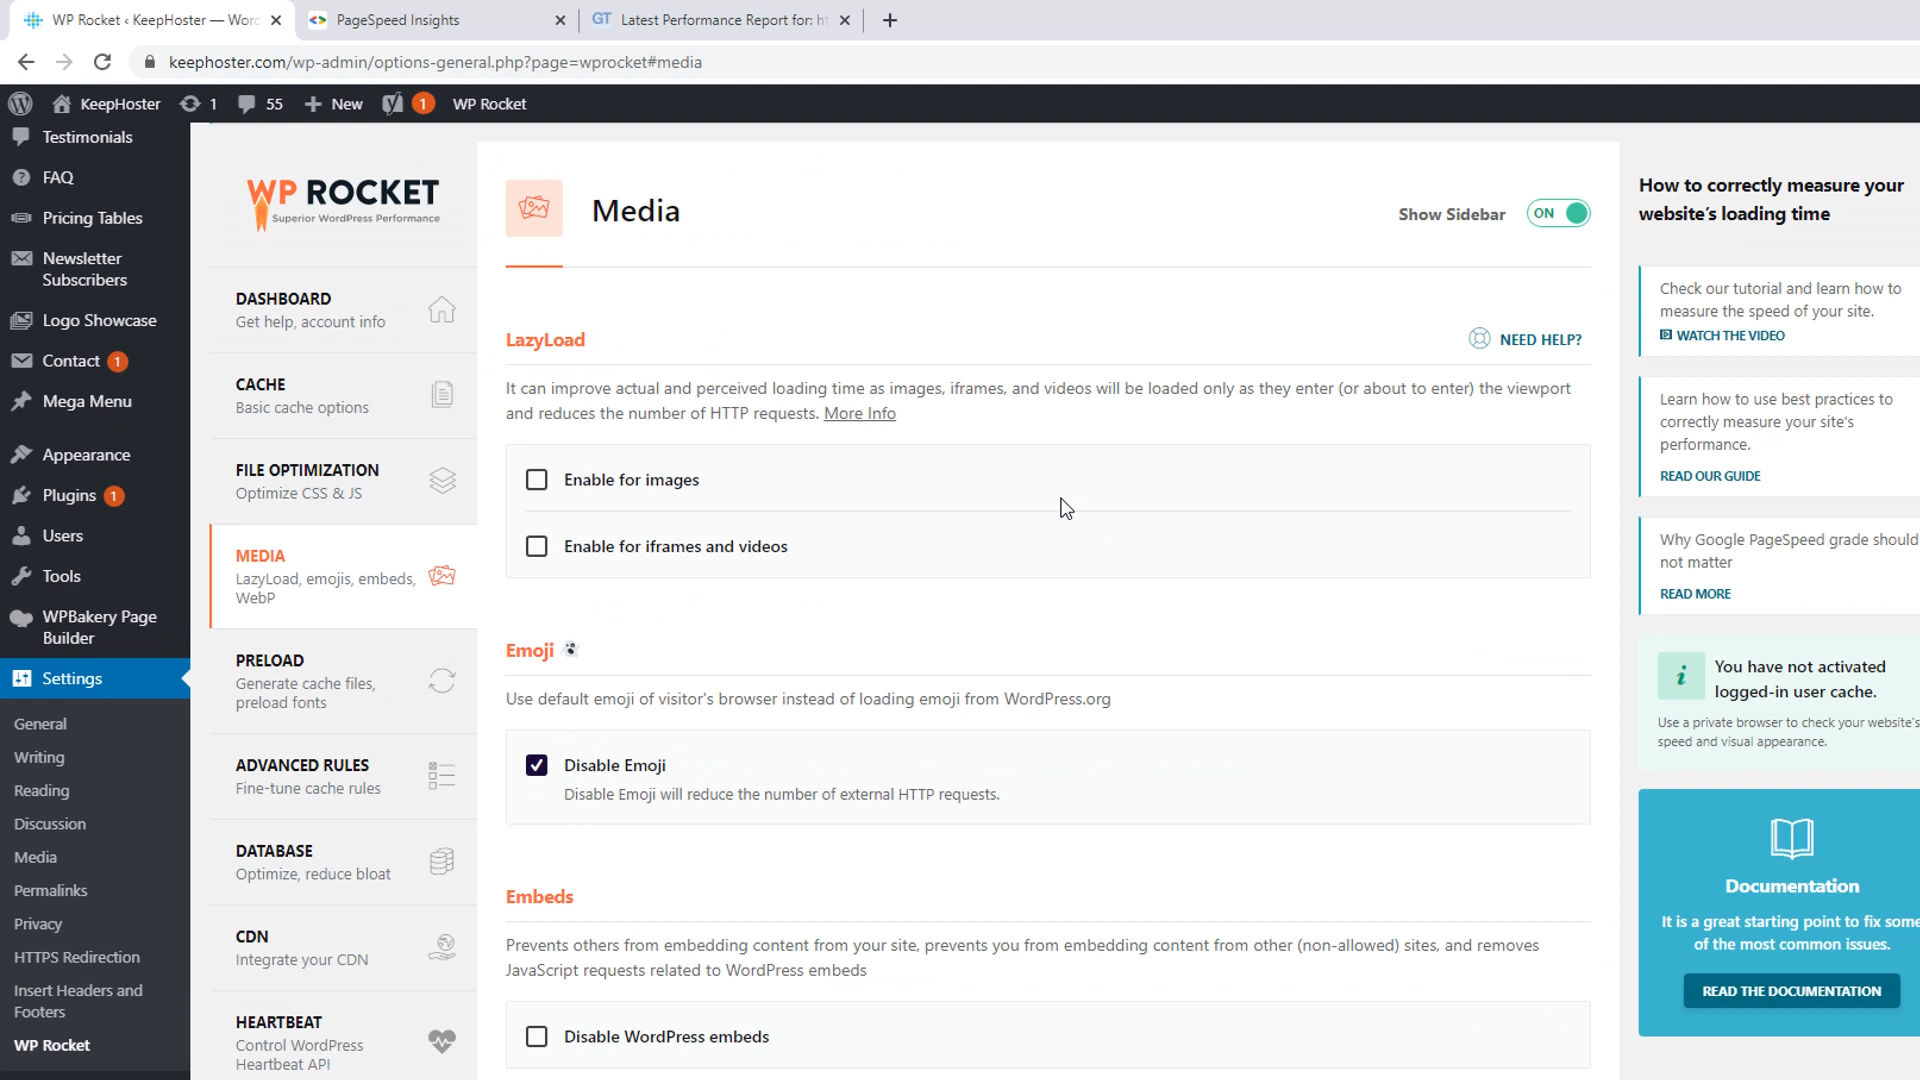 WP Rocket ‹ KeepHoster — Wor
PageSpeed Insights
GT Latest Performance Report for: ht
keephoster.com/wp-admin/options-general.php?page=wprocket#media
KeepHoster
1
55
New
1
WP Rocket
Testimonials
FAQ
Pricing Tables
Newsletter
Subscribers
Logo Showcase
Contact 1
Mega Menu
Appearance
Plugins 1
Users
Tools
WPBakery Page
Builder
Settings
General
Writing
Reading
Discussion
Media
Permalinks
Privacy
HTTPS Redirection
Insert Headers and
Footers
WP Rocket
WP ROCKET
Superior WordPress Performance
DASHBOARD
Get help, account info
CACHE
Basic cache options
FILE OPTIMIZATION
Optimize CSS & JS
MEDIA
LazyLoad, emojis, embeds,
WebP
PRELOAD
Generate cache files,
preload fonts
ADVANCED RULES
Fine-tune cache rules
DATABASE
Optimize, reduce bloat
CDN
Integrate your CDN
HEARTBEAT
Control WordPress
Heartbeat API
Media
Show Sidebar
ON
LazyLoad
NEED HELP?
It can improve actual and perceived loading time as images, iframes, and videos will be loaded only as they enter (or about to enter) the viewport
and reduces the number of HTTP requests. More Info
Enable for images
Enable for iframes and videos
Emoji
Use default emoji of visitor's browser instead of loading emoji from WordPress.org
Disable Emoji
Disable Emoji will reduce the number of external HTTP requests.
Embeds
Prevents others from embedding content from your site, prevents you from embedding content from other (non-allowed) sites, and removes
JavaScript requests related to WordPress embeds
Disable WordPress embeds
How to correctly measure your
website's loading time
Check our tutorial and learn how to
measure the speed of your site.
WATCH THE VIDEO
Learn how to use best practices to
correctly measure your site's
performance.
READ OUR GUIDE
Why Google PageSpeed grade should
not matter
READ MORE
i
You have not activated
logged-in user cache.
Use a private browser to check your website's
speed and visual appearance.
Documentation
It is a great starting point to fix some
of the most common issues.
READ THE DOCUMENTATION